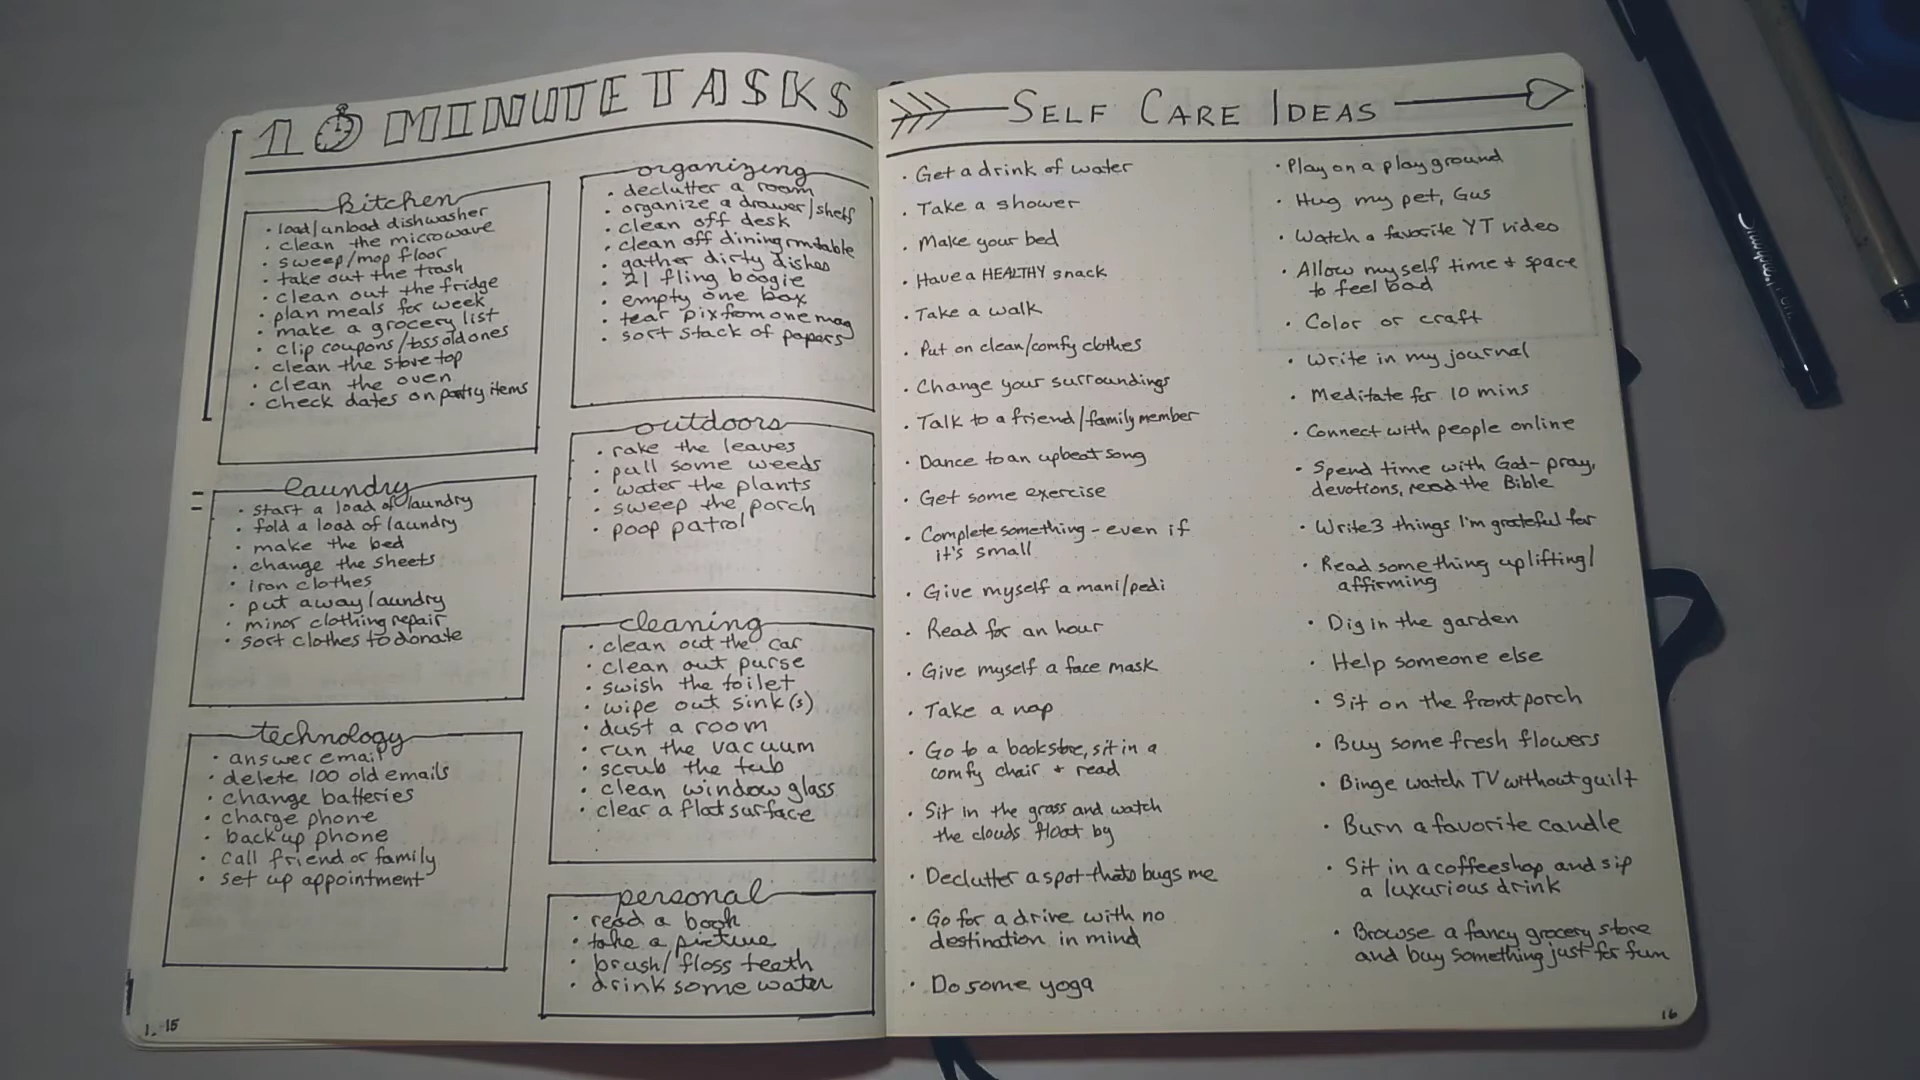 10 MINUTE TASKS
kitchen
• load/unload dishwasher
• clean the microwave
• sweep/mop floor
• take out the trash
• clean out the fridge
• plan meals for week
• make a grocery list
• clip coupons/toss old ones
• clean the stove top
• clean the oven
• check dates on pantry items
laundry
• start a load of laundry
• fold a load of laundry
• make the bed
• change the sheets
• iron clothes
• put away laundry
• minor clothing repair
• sort clothes to donate
technology
• answer email
• delete 100 old emails
• change batteries
• charge phone
• back up phone
• call friend or family
• set up appointment
organizing
• declutter a room
• organize a drawer/shelf
• clean off desk
• clean off dining rm table
• gather dirty dishes
• 21 fling boogie
• empty one box
• tear pix from one mag
• sort stack of papers
outdoors
• rake the leaves
• pull some weeds
• water the plants
• sweep the porch
• poop patrol
cleaning
• clean out the car
• clean out purse
• swish the toilet
• wipe out sink(s)
• dust a room
• run the vacuum
• scrub the tub
• clean window glass
• clear a flat surface
personal
• read a book
• take a picture
• brush/floss teeth
• drink some water
15
SELF CARE IDEAS
• Get a drink of water
• Take a shower
• Make your bed
• Have a HEALTHY snack
• Take a walk
• Put on clean/comfy clothes
• Change your surroundings
• Talk to a friend/family member
• Dance to an upbeat song
• Get some exercise
• Complete something - even if
it's small
• Give myself a mani/pedi
• Read for an hour
• Give myself a face mask
• Take a nap
• Go to a bookstore, sit in a
comfy chair + read
• Sit in the grass and watch
the clouds float by
• Declutter a spot that bugs me
• Go for a drive with no
destination in mind
• Do some yoga
• Play on a playground
• Hug my pet, Gus
• Watch a favorite YT video
• Allow myself time + space
to feel bad
• Color or craft
• Write in my journal
• Meditate for 10 mins
• Connect with people online
• Spend time with God - pray,
devotions, read the Bible
• Write 3 things I'm grateful for
• Read something uplifting/
affirming
• Dig in the garden
• Help someone else
• Sit on the front porch
• Buy some fresh flowers
• Binge watch TV without guilt
• Burn a favorite candle
• Sit in a coffeeshop and sip
a luxurious drink
• Browse a fancy grocery store
and buy something just for fun
16
Sharpie Pen